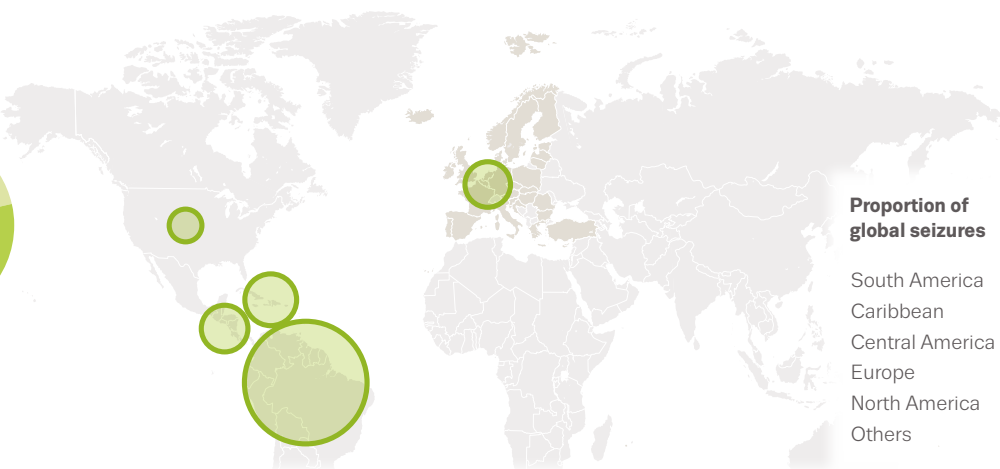 Proportion of
global seizures
South America
Caribbean
Central America
Europe
North America
Others